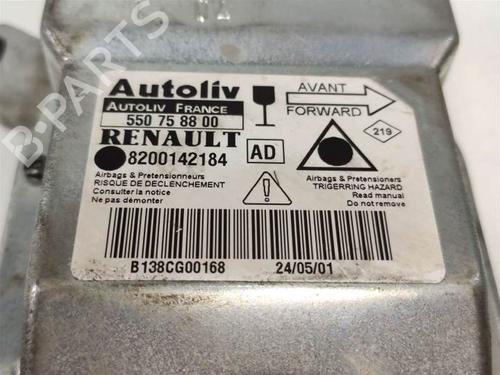 Autoliv
AUTOLIV FRANCE
550 75 88 00
RENAULT
8200142184
AD
AVANT
FORWARD
219
Airbags & Pretensionneurs
RISQUE DE DECLENCHEMENT
Consulter la notice
Ne pas démonter
Airbags & Pretensioners
TRIGERRING HAZARD
Read manual
Do not remove
B138CG00168
24/05/01
B-PARTS